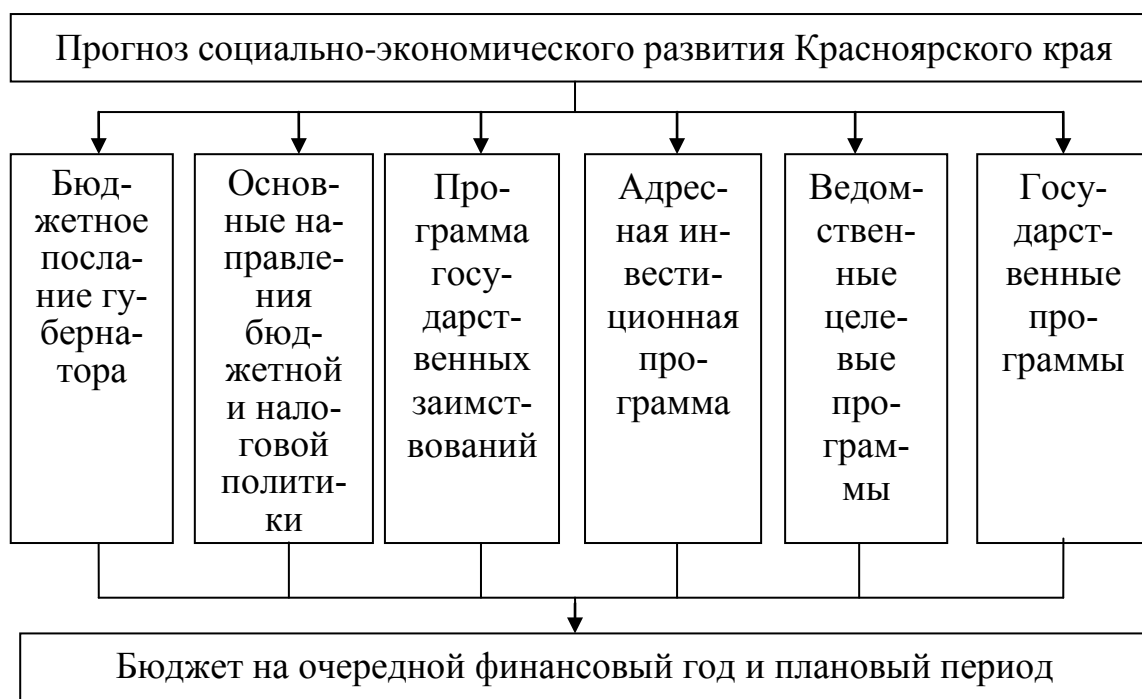 Прогноз социально-экономического развития Красноярского края
Бюд-
жетное
посла-
ние гу-
берна-
тора
Основ-
ные на-
правле-
ния
бюд-
жетной
и нало-
говой
полити-
ки
Про-
грамма
госу-
дарст-
венных
заимст-
вований
Адрес-
ная ин-
вести-
ционная
про-
грамма
Ведом-
ствен-
ные
целе-
вые
про-
грам-
мы
Госу-
дарст-
венные
про-
граммы
Бюджет на очередной финансовый год и плановый период